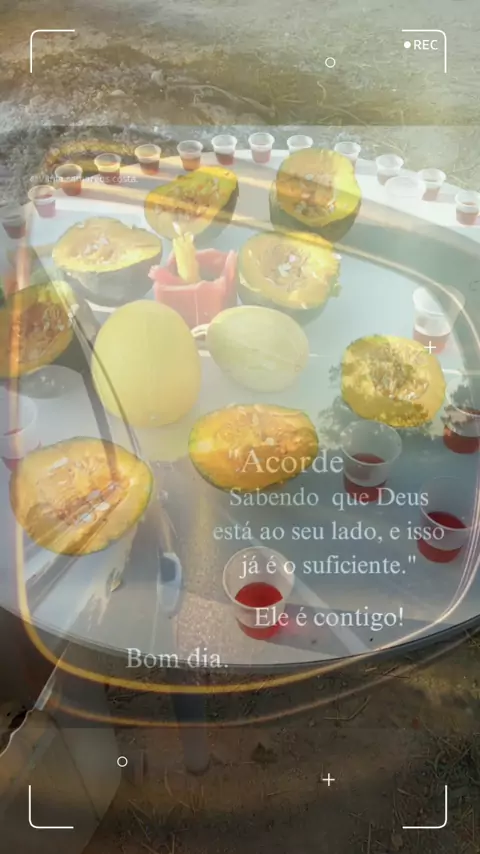 REC
"Acorde
Sabendo que Deus
está ao seu lado, e isso
já é o suficiente."
Ele é contigo!
Bom dia.